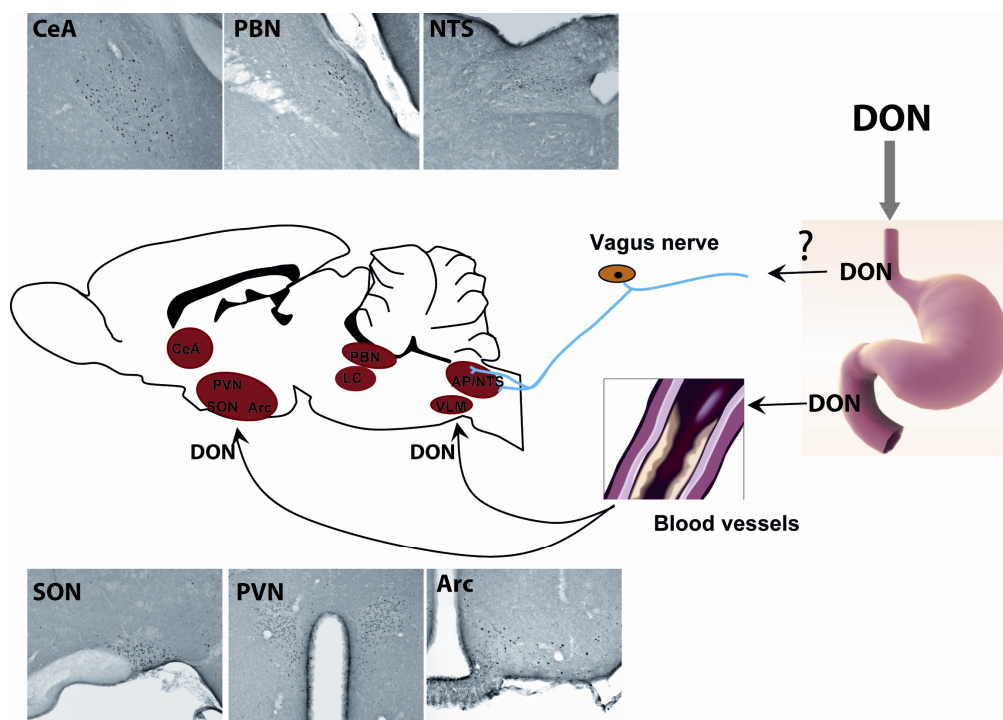 CeA
PBN
NTS
DON
Vagus nerve
?
DON
CeA
PBN
LC
AP/NTS
PVN
SON Arc
VLM
DON
DON
DON
Blood vessels
SON
PVN
Arc